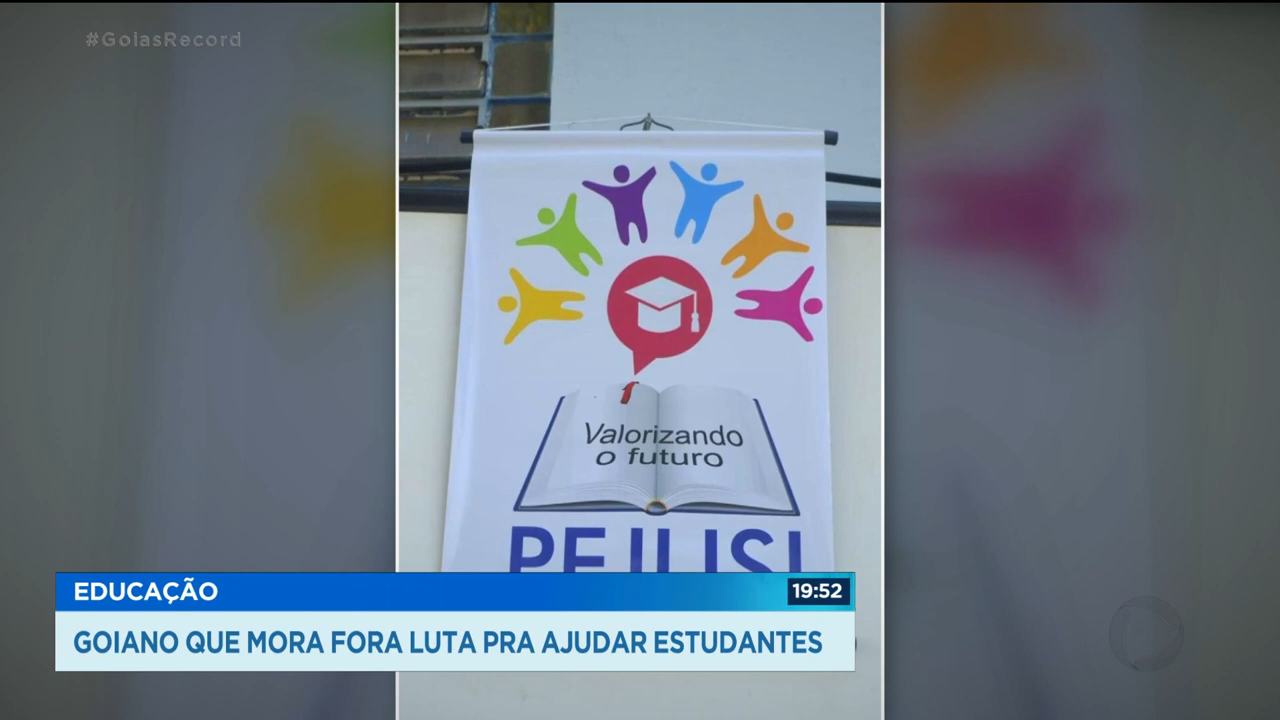 #GoiasRecord
Valorizando
o futuro
EDUCAÇÃO
19:52
GOIANO QUE MORA FORA LUTA PRA AJUDAR ESTUDANTES